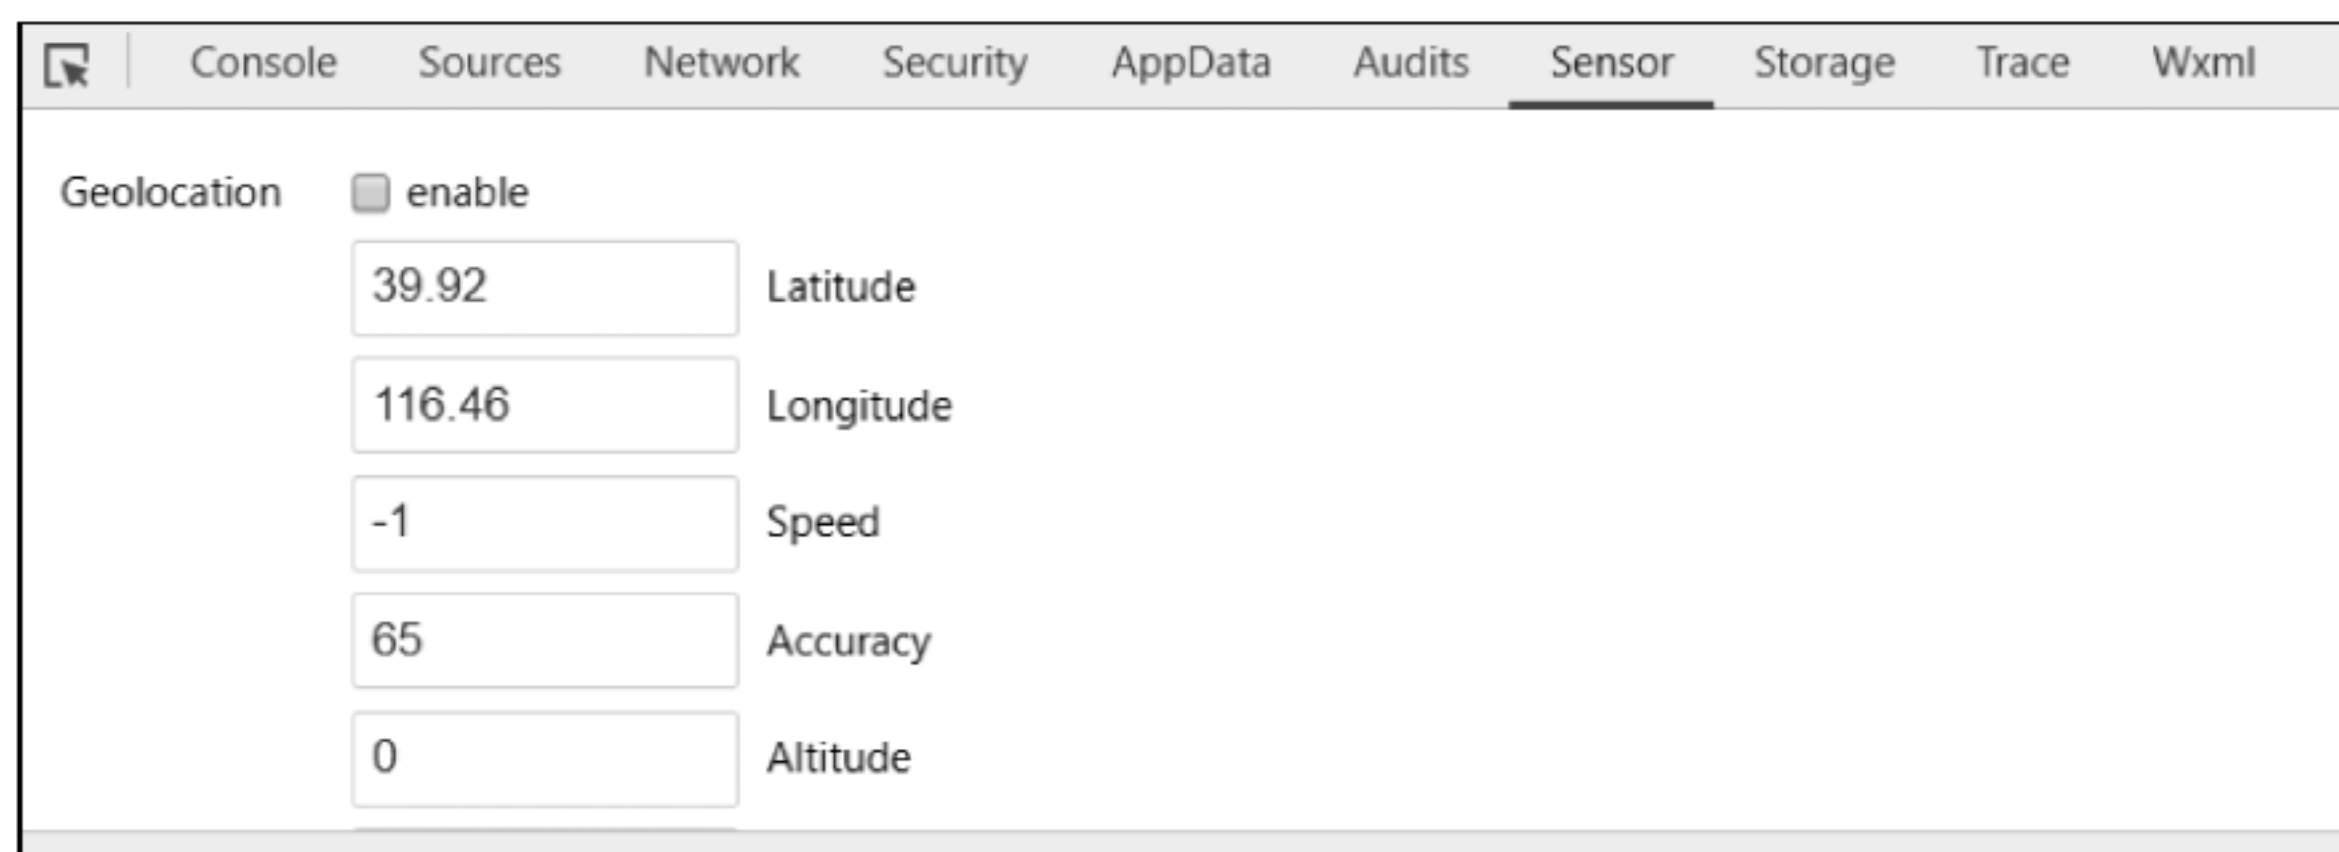 Console Sources Network Security AppData Audits Sensor Storage Trace Wxml
Geolocation enable
39.92 Latitude
116.46 Longitude
-1 Speed
65 Accuracy
0 Altitude